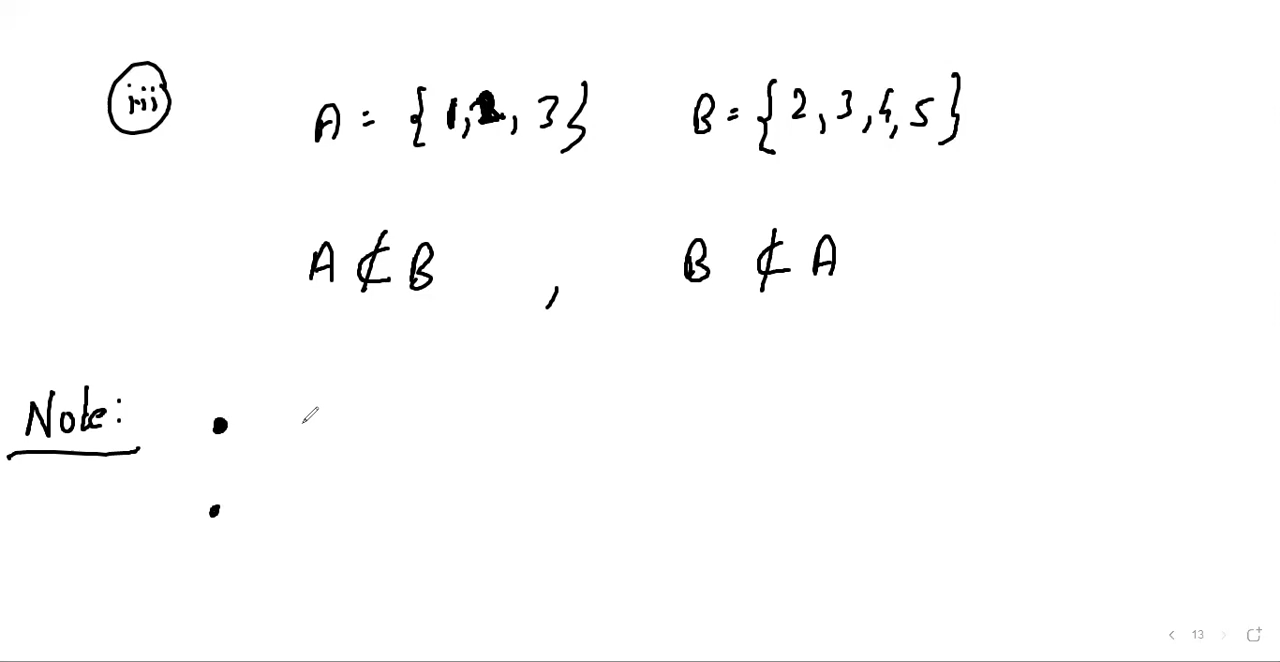 iii A = {1, 2, 3} B = {2, 3, 4, 5}
A ⊄ B , B ⊄ A
Note: •
•
< 13 >